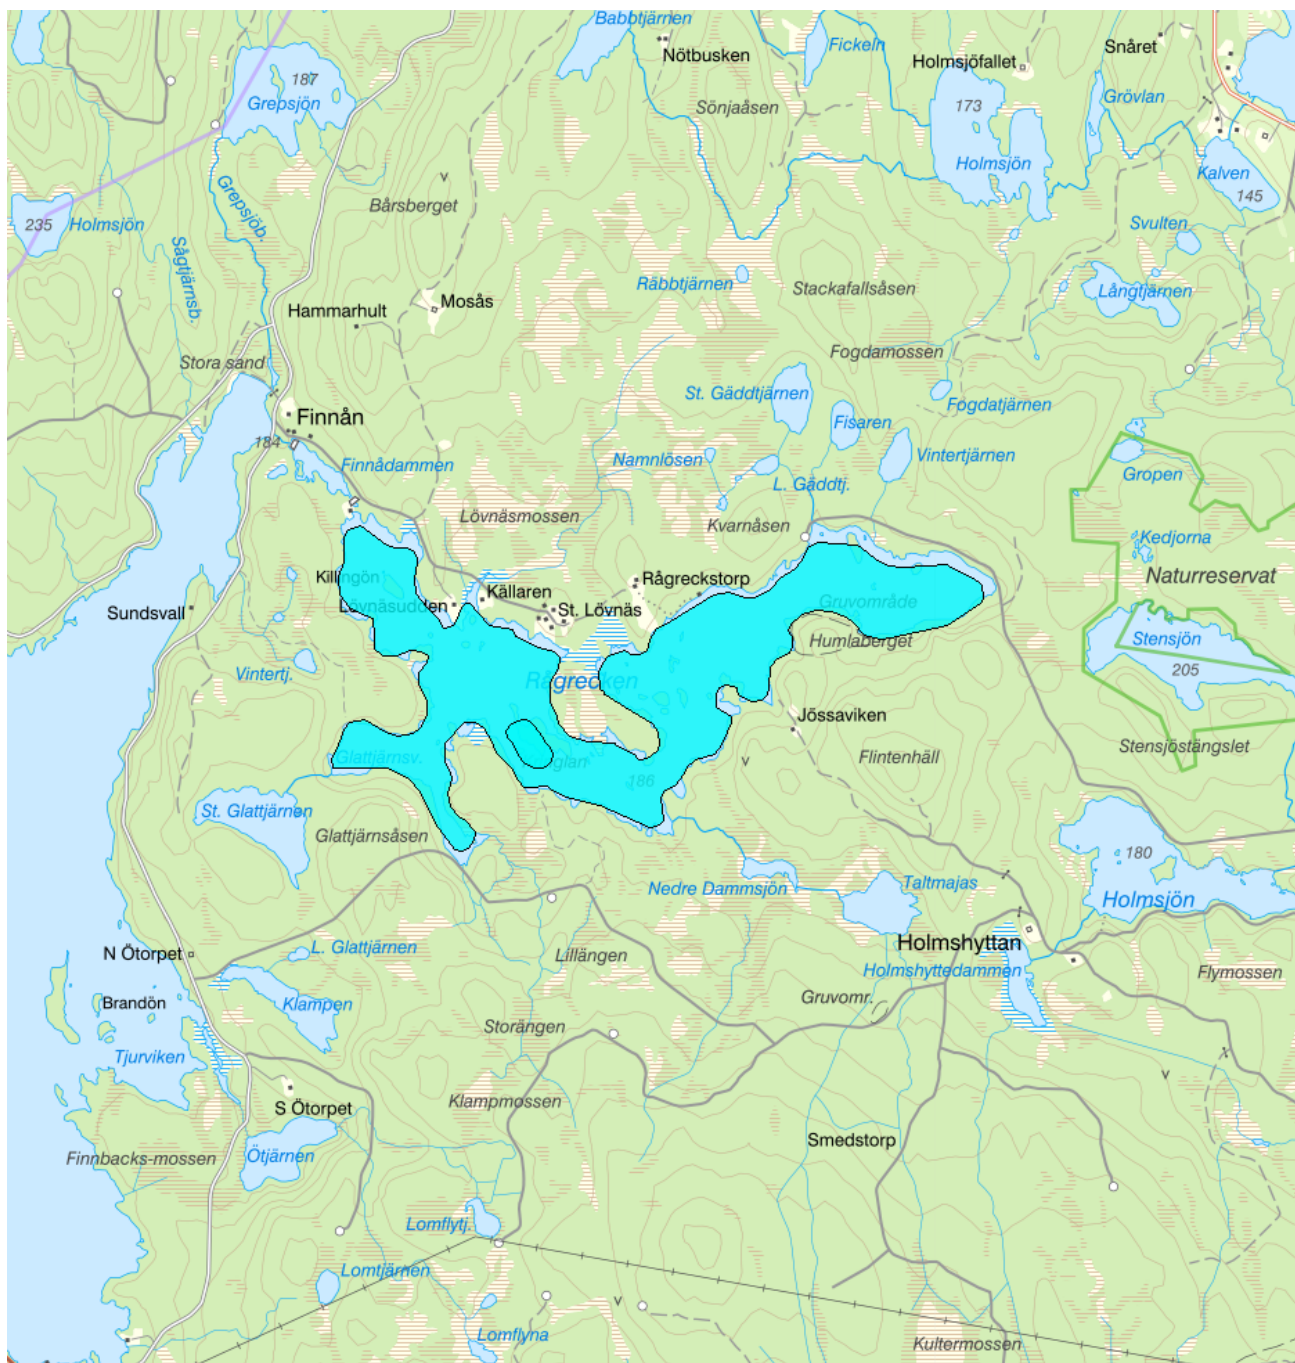 Babbtjärnen
Nötbusken
Fickeln
Snåret
Holmsjöfallet
187
Grepsjön
Sönjaåsen
173
Grövlan
Holmsjön
Kalven
145
Grepsjöb.
Bårsberget
235
Holmsjön
Svulten
Sågtjärnsb.
Räbbtjärnen
Stackafallsåsen
Långtjärnen
Mosås
Hammarhult
Fogdamossen
Stora sand
St. Gäddtjärnen
Fogdatjärnen
Finnån
Fisaren
184
Finnådammen
Namnlösen
Vintertjärnen
L. Gäddtj.
Gropen
Lövnäsmossen
Kvarnåsen
Kedjorna
Killingön
Rågreckstorp
Naturreservat
Källaren
Lövnäsudden
Gruvområde
Sundsvall
St. Lövnäs
Stensjön
Humlaberget
Vintertj.
Rågrecken
205
Jössaviken
Stensjöstängslet
Glattjärnsv.
Flintenhäll
186
St. Glattjärnen
Glattjärnsåsen
180
Nedre Dammsjön
Taltmajas
Holmsjön
Holmshyttan
L. Glattjärnen
N Ötorpet
Lillängen
Holmshyttedammen
Flymossen
Klampen
Gruvomr.
Brandön
Storängen
Tjurviken
Klampmossen
S Ötorpet
Smedstorp
Finnbacks-mossen
Ötjärnen
Lomflytj.
Lomtjärnen
Lomflyna
Kultermossen